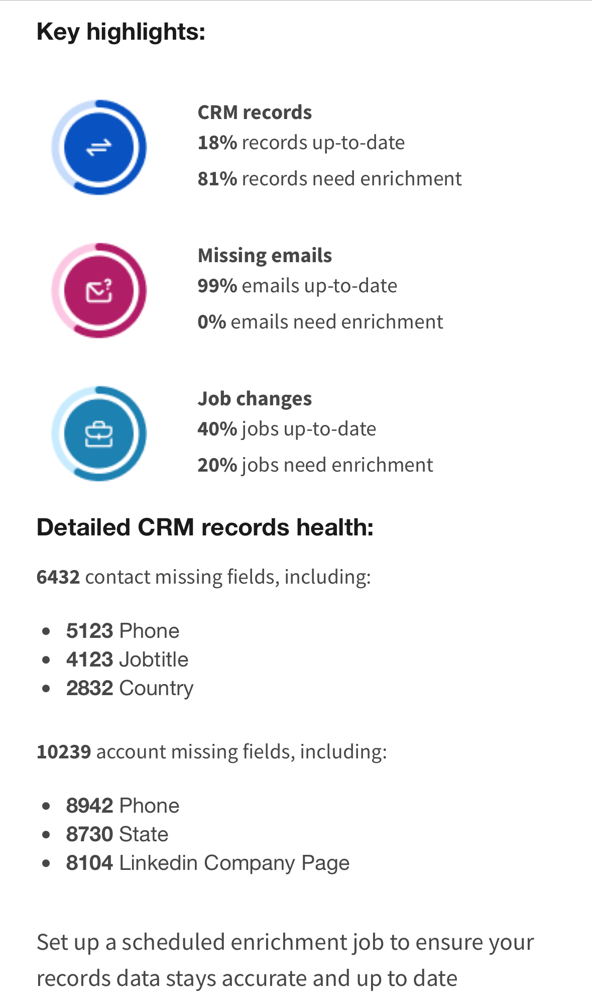 Key highlights:
CRM records
18% records up-to-date
81% records need enrichment
Missing emails
99% emails up-to-date
0% emails need enrichment
Job changes
40% jobs up-to-date
20% jobs need enrichment
Detailed CRM records health:
6432 contact missing fields, including:
• 5123 Phone
• 4123 Jobtitle
• 2832 Country
10239 account missing fields, including:
• 8942 Phone
• 8730 State
• 8104 Linkedin Company Page
Set up a scheduled enrichment job to ensure your
records data stays accurate and up to date